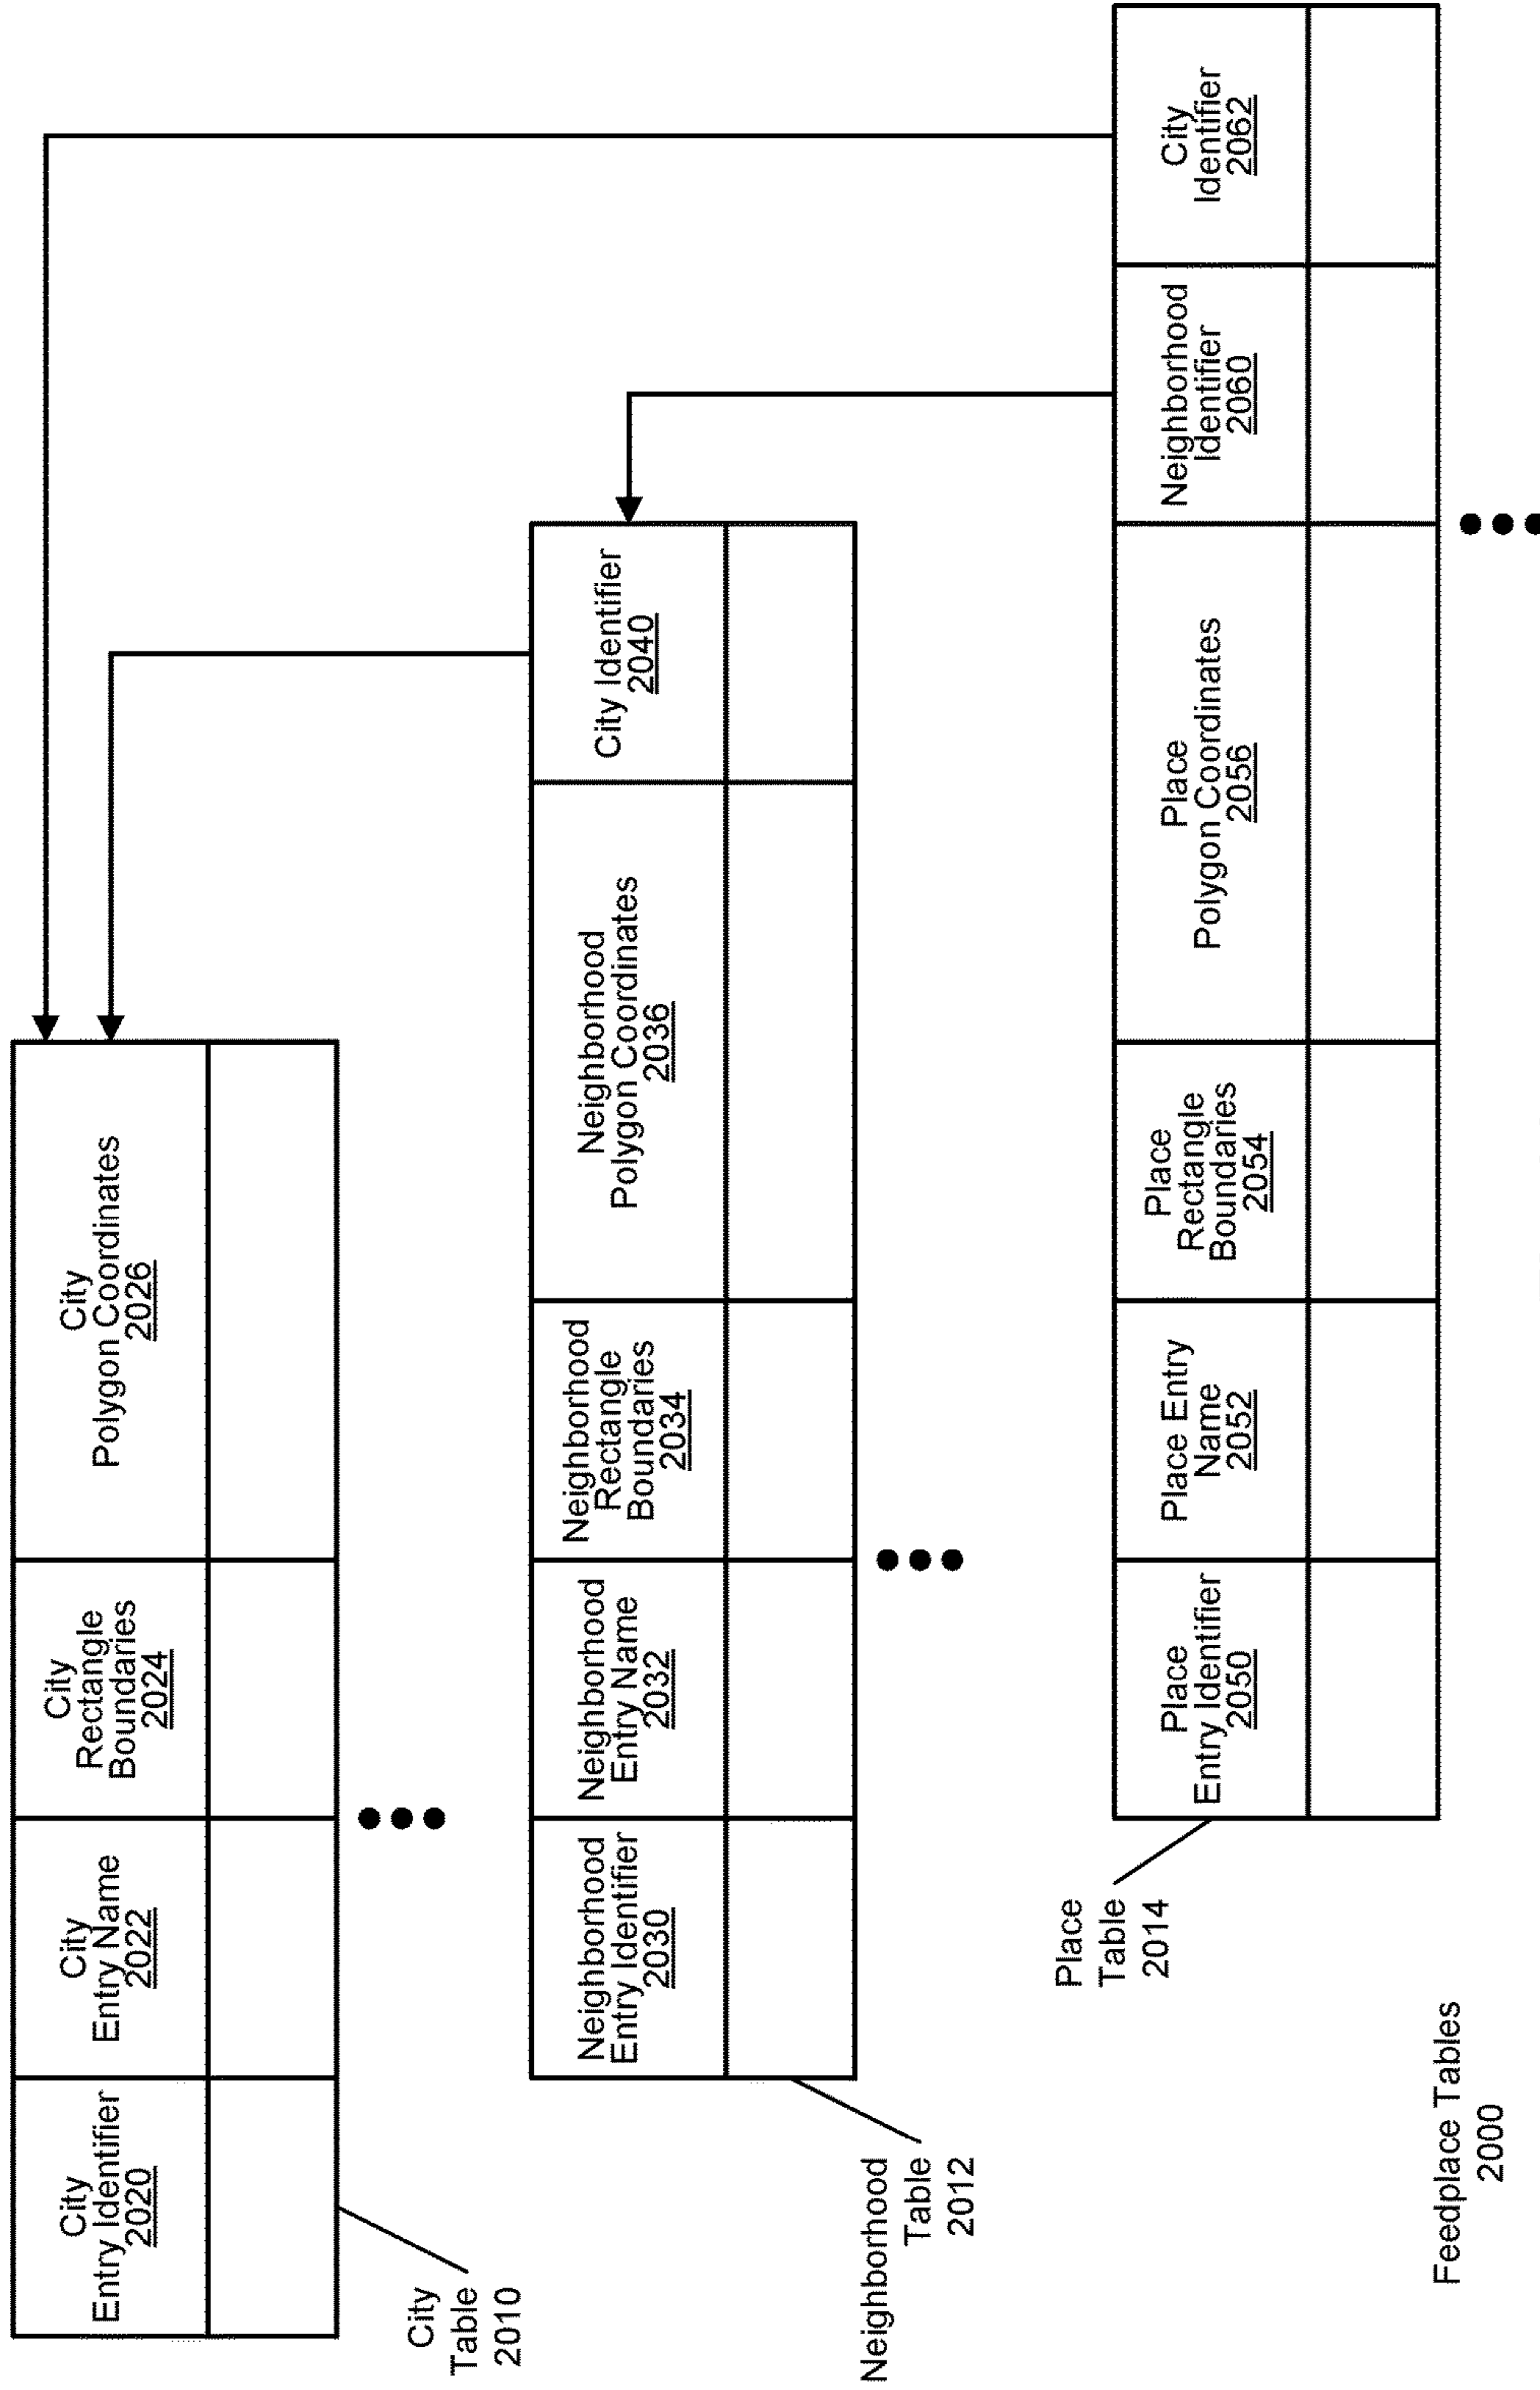 City
Entry Identifier
2020
City
Entry Name
2022
City
Rectangle
Boundaries
2024
City
Polygon Coordinates
2026
City
Table
2010
Neighborhood
Entry Identifier
2030
Neighborhood
Entry Name
2032
Neighborhood
Rectangle
Boundaries
2034
Neighborhood
Polygon Coordinates
2036
City Identifier
2040
Neighborhood
Table
2012
Place
Entry Identifier
2050
Place Entry
Name
2052
Place
Rectangle
Boundaries
2054
Place
Polygon Coordinates
2056
Neighborhood
Identifier
2060
City
Identifier
2062
Place
Table
2014
Feedplace Tables
2000